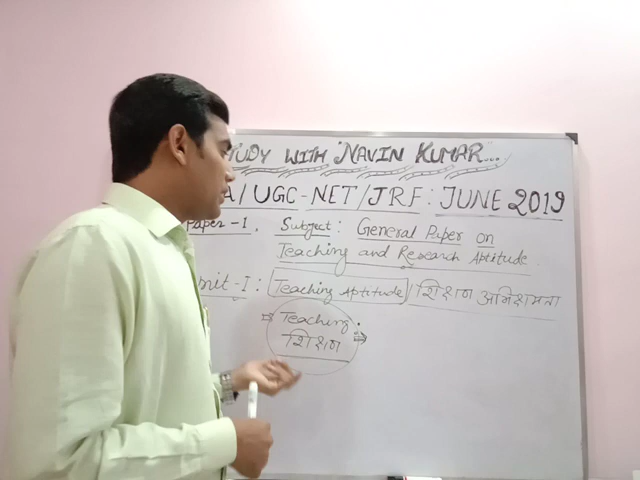 TUDY WITH NAVIN KUMAR...
A/UGC-NET/JRF: JUNE 2019
Paper-1. Subject: General Paper on
Teaching and Research Aptitude.
nit-I: Teaching Aptitude/शिक्षण अभिक्षमता
Teaching
शिक्षण